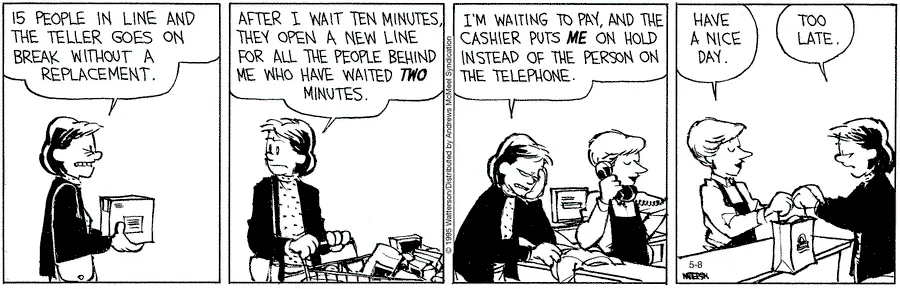 15 PEOPLE IN LINE AND
THE TELLER GOES ON
BREAK WITHOUT A
REPLACEMENT.
AFTER I WAIT TEN MINUTES,
THEY OPEN A NEW LINE
FOR ALL THE PEOPLE BEHIND
ME WHO HAVE WAITED TWO
MINUTES.
© 1995 Watterson/Distributed by Andrews McMeel Syndication
I'M WAITING TO PAY, AND THE
CASHIER PUTS ME ON HOLD
INSTEAD OF THE PERSON ON
THE TELEPHONE.
HAVE
A NICE
DAY.
TOO
LATE.
5-8
WATTERSON